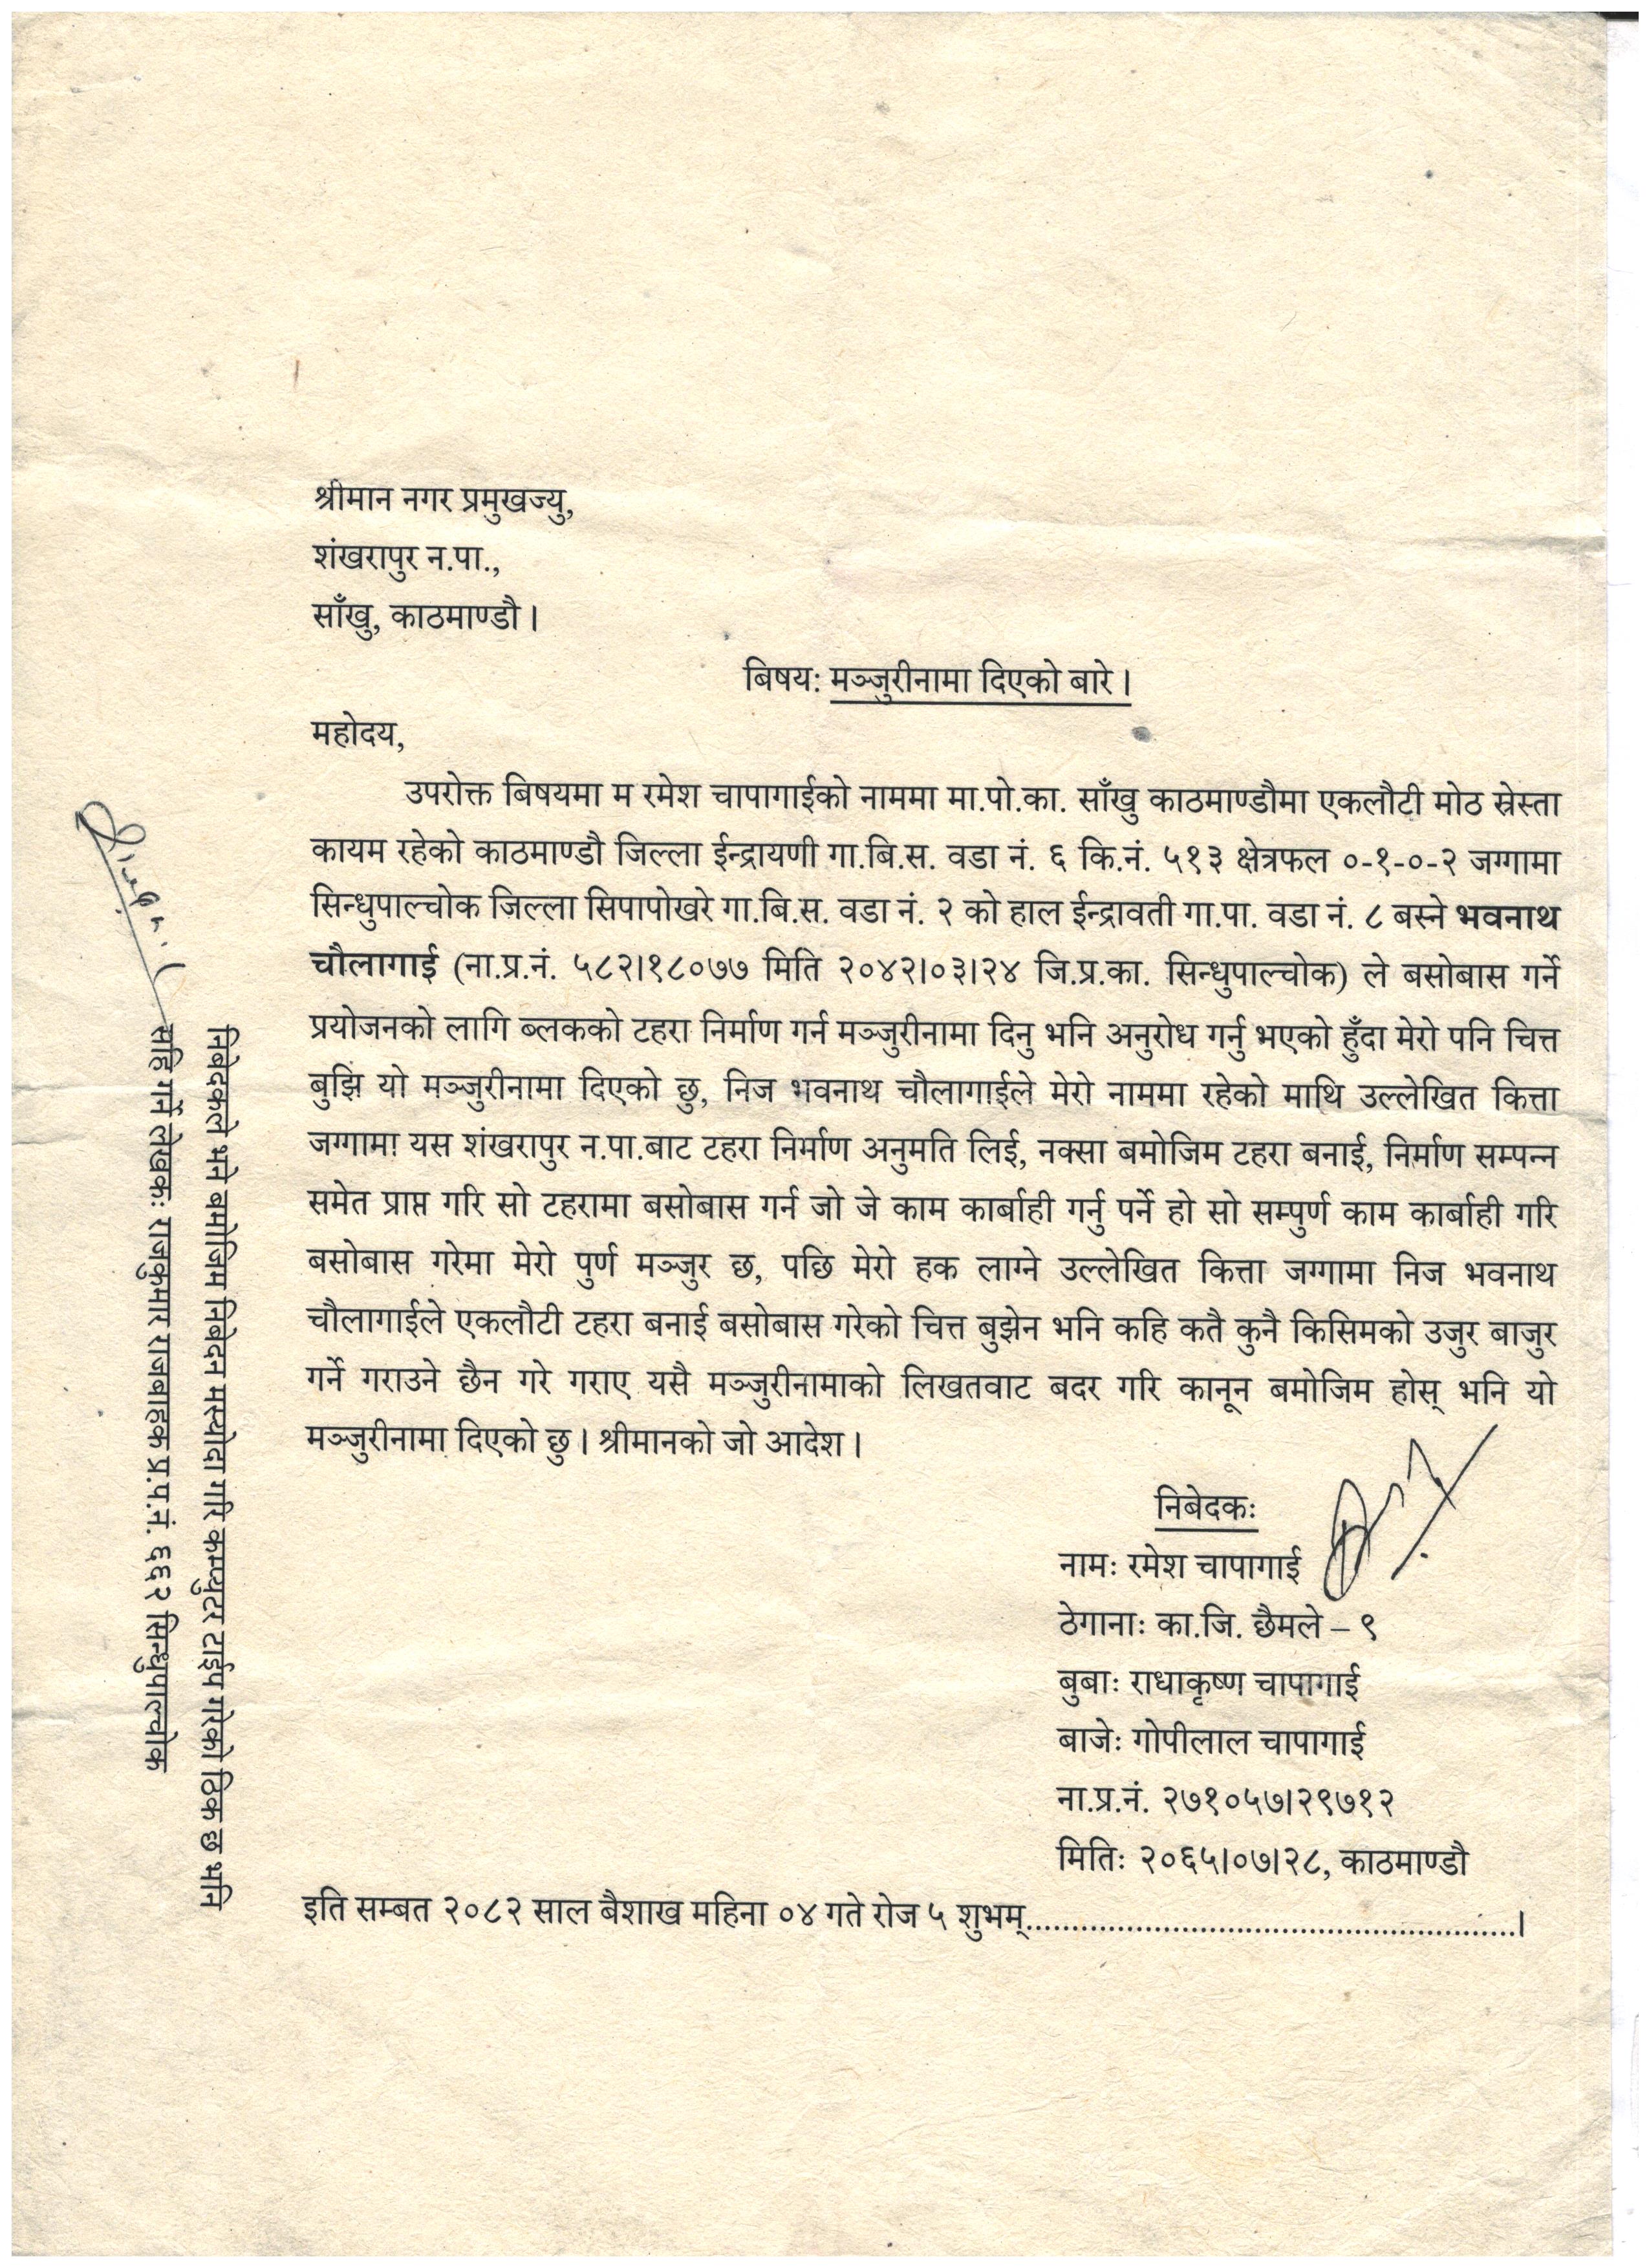 श्रीमान नगर प्रमुखज्यु,
शंखरापुर न.पा.,
साँखु, काठमाण्डौ ।
बिषय: मञ्जुरीनामा दिएको बारे ।
महोदय,
उपरोक्त बिषयमा म रमेश चापागाईको नाममा मा.पो.का. साँखु काठमाण्डौमा एकलौटी मोठ स्रेस्ता
कायम रहेको काठमाण्डौ जिल्ला ईन्द्रायणी गा.बि.स. वडा नं. ६ कि.नं. ५१३ क्षेत्रफल ०-१-०-२ जग्गामा
सिन्धुपाल्चोक जिल्ला सिपापोखरे गा.बि.स. वडा नं. २ को हाल ईन्द्रावती गा.पा. वडा नं. ८ बस्ने भवनाथ
चौलागाई (ना.प्र.नं. ५८२।१८०७७ मिति २०४२।०३।२४ जि.प्र.का. सिन्धुपाल्चोक) ले बसोबास गर्ने
प्रयोजनको लागि ब्लकको टहरा निर्माण गर्न मञ्जुरीनामा दिनु भनि अनुरोध गर्नु भएको हुँदा मेरो पनि चित्त
बुझि यो मञ्जुरीनामा दिएको छु, निज भवनाथ चौलागाईले मेरो नाममा रहेको माथि उल्लेखित कित्ता
जग्गामा यस शंखरापुर न.पा.बाट टहरा निर्माण अनुमति लिई, नक्सा बमोजिम टहरा बनाई, निर्माण सम्पन्न
समेत प्राप्त गरि सो टहरामा बसोबास गर्न जो जे काम कार्बाही गर्नु पर्ने हो सो सम्पुर्ण काम कार्बाही गरि
बसोबास गरेमा मेरो पुर्ण मञ्जुर छ, पछि मेरो हक लाग्ने उल्लेखित कित्ता जग्गामा निज भवनाथ
चौलागाईले एकलौटी टहरा बनाई बसोबास गरेको चित्त बुझेन भनि कहि कतै कुनै किसिमको उजुर बाजुर
गर्ने गराउने छैन गरे गराए यसै मञ्जुरीनामाको लिखतवाट बदर गरि कानून बमोजिम होस् भनि यो
मञ्जुरीनामा दिएको छु । श्रीमानको जो आदेश ।
निबेदकः
नामः रमेश चापागाई
ठेगानाः का.जि. छैमले – ९
बुबाः राधाकृष्ण चापागाई
बाजेः गोपीलाल चापागाई
ना.प्र.नं. २७१०५७।२९७१२
मितिः २०६५।०७।२८, काठमाण्डौ
इति सम्बत २०८२ साल बैशाख महिना ०४ गते रोज ५ शुभम्.............................................................।
निवेदकले भने बमोजिम निबेदन मस्यौदा गरि कम्प्युटर टाईप गरेको ठिक छ भनि
सहि गर्ने लेखकः राजकुमार राजवाहक प्र.प.नं. ६६२ सिन्धुपाल्चोक